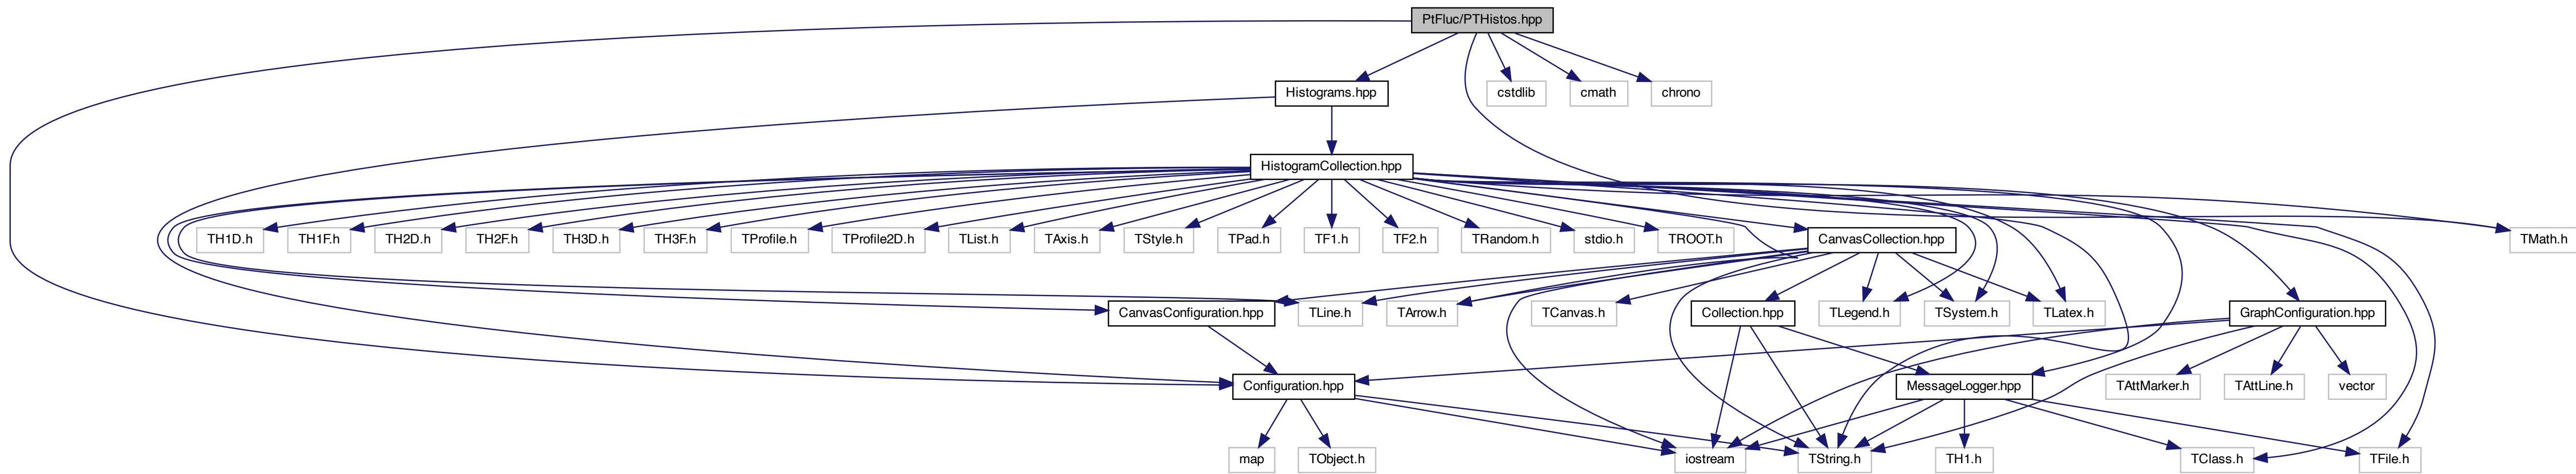 PtFluc/PTHistos.hpp
Histograms.hpp
cstdlib
cmath
chrono
HistogramCollection.hpp
TH1D.h
TH1F.h
TH2D.h
TH2F.h
TH3D.h
TH3F.h
TProfile.h
TProfile2D.h
TList.h
TAxis.h
TStyle.h
TPad.h
TF1.h
TF2.h
TRandom.h
stdio.h
TROOT.h
CanvasCollection.hpp
TMath.h
CanvasConfiguration.hpp
TLine.h
TArrow.h
TCanvas.h
Collection.hpp
TLegend.h
TSystem.h
TLatex.h
GraphConfiguration.hpp
Configuration.hpp
MessageLogger.hpp
TAttMarker.h
TAttLine.h
vector
map
TObject.h
iostream
TString.h
TH1.h
TClass.h
TFile.h